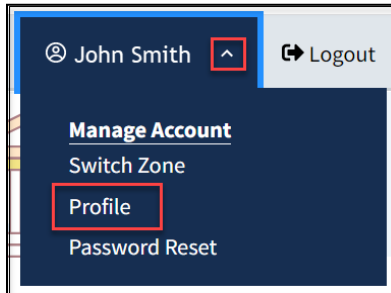 John Smith
Logout
Manage Account
Switch Zone
Profile
Password Reset